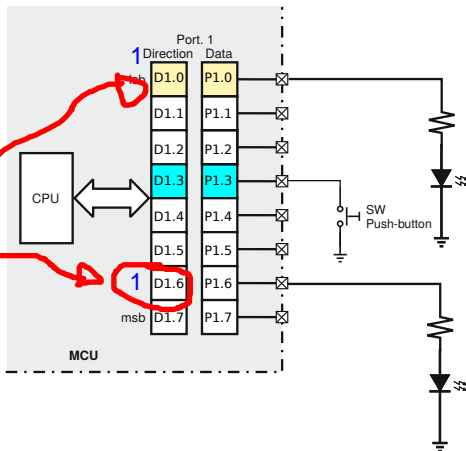 Port. 1
1 Direction Data
lsb D1.0 P1.0
D1.1 P1.1
D1.2 P1.2
D1.3 P1.3
CPU
D1.4 P1.4
SW
Push-button
D1.5 P1.5
1 D1.6 P1.6
msb D1.7 P1.7
MCU